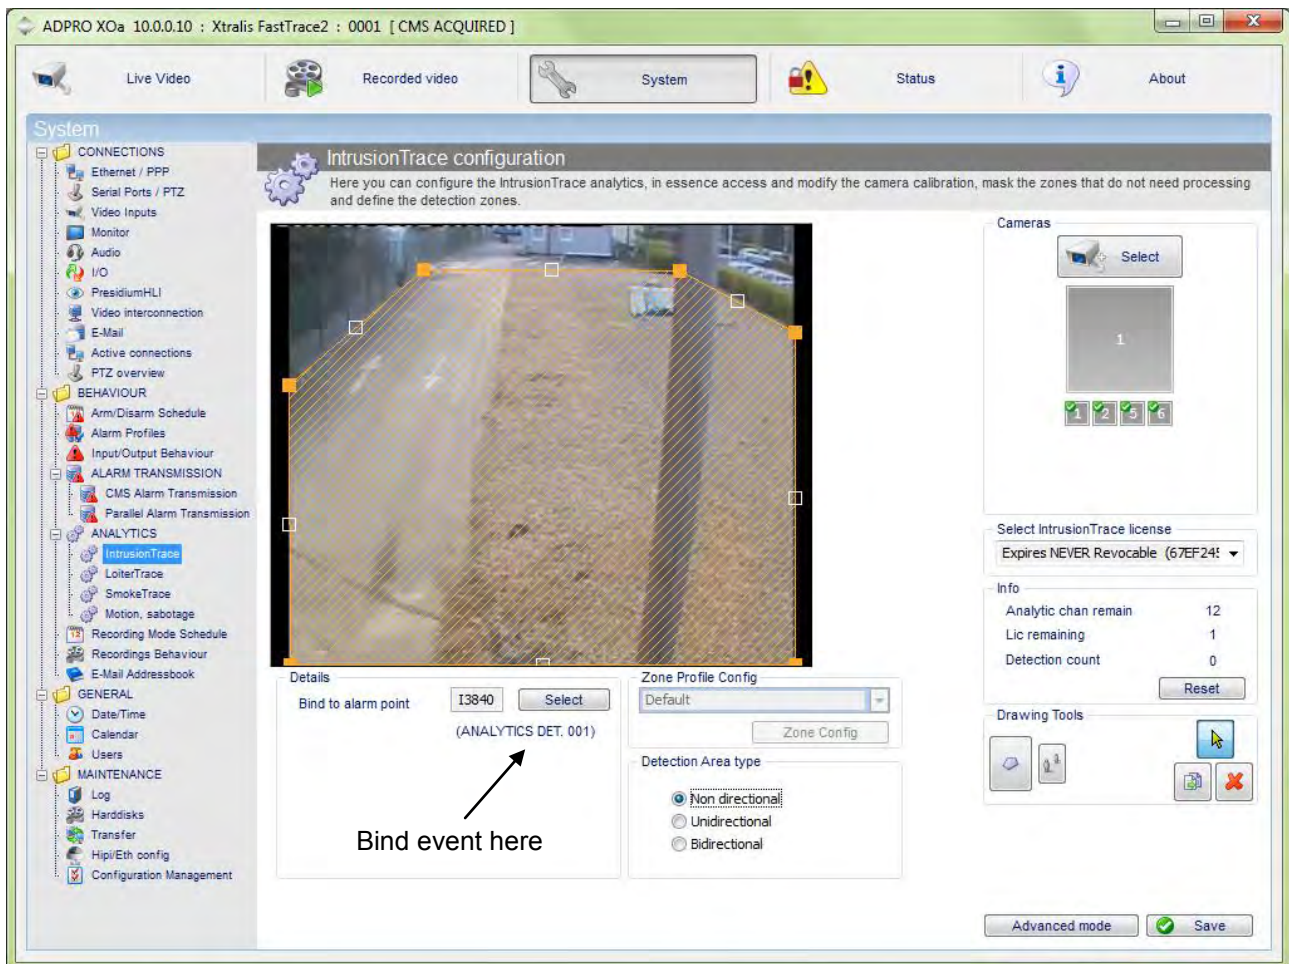 ADPRO XOa 10.0.0.10 : Xtralis FastTrace2 : 0001 [ CMS ACQUIRED ]
Live Video
Recorded video
System
Status
About
System
CONNECTIONS
Ethernet / PPP
Serial Ports / PTZ
Video Inputs
Monitor
Audio
I/O
PresidiumHLI
Video interconnection
E-Mail
Active connections
PTZ overview
BEHAVIOUR
Arm/Disarm Schedule
Alarm Profiles
Input/Output Behaviour
ALARM TRANSMISSION
CMS Alarm Transmission
Parallel Alarm Transmission
ANALYTICS
IntrusionTrace
LoiterTrace
SmokeTrace
Motion, sabotage
Recording Mode Schedule
Recordings Behaviour
E-Mail Addressbook
GENERAL
Date/Time
Calendar
Users
MAINTENANCE
Log
Harddisks
Transfer
Hipi/Eth config
Configuration Management
IntrusionTrace configuration
Here you can configure the IntrusionTrace analytics, in essence access and modify the camera calibration, mask the zones that do not need processing
and define the detection zones.
Details
Bind to alarm point I3840 Select
(ANALYTICS DET. 001)
Bind event here
Zone Profile Config
Default
Zone Config
Detection Area type
Non directional
Unidirectional
Bidirectional
Cameras
Select
1
1 2 5 6
Select IntrusionTrace license
Expires NEVER Revocable (67EF24
Info
Analytic chan remain 12
Lic remaining 1
Detection count 0
Reset
Drawing Tools
Advanced mode
Save